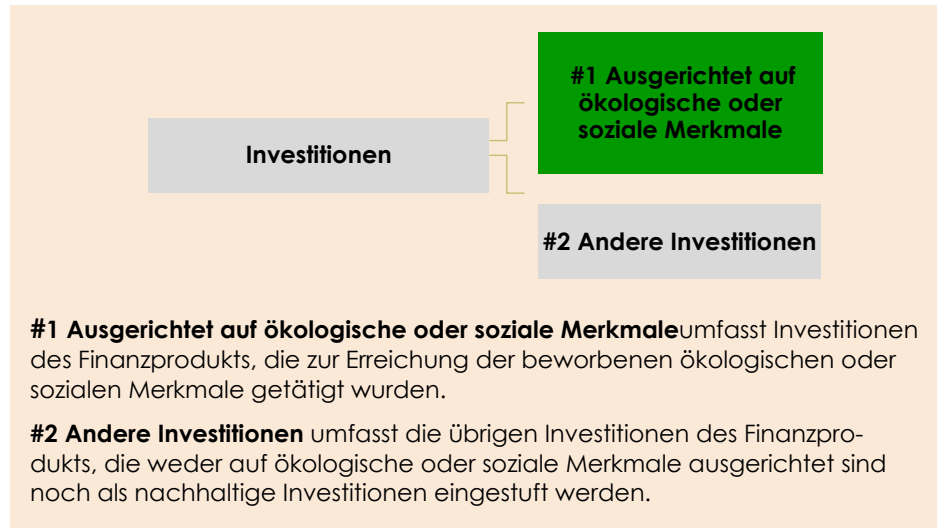 #1 Ausgerichtet auf
ökologische oder
soziale Merkmale
Investitionen
#2 Andere Investitionen
#1 Ausgerichtet auf ökologische oder soziale Merkmaleumfasst Investitionen
des Finanzprodukts, die zur Erreichung der beworbenen ökologischen oder
sozialen Merkmale getätigt wurden.
#2 Andere Investitionen umfasst die übrigen Investitionen des Finanzpro-
dukts, die weder auf ökologische oder soziale Merkmale ausgerichtet sind
noch als nachhaltige Investitionen eingestuft werden.